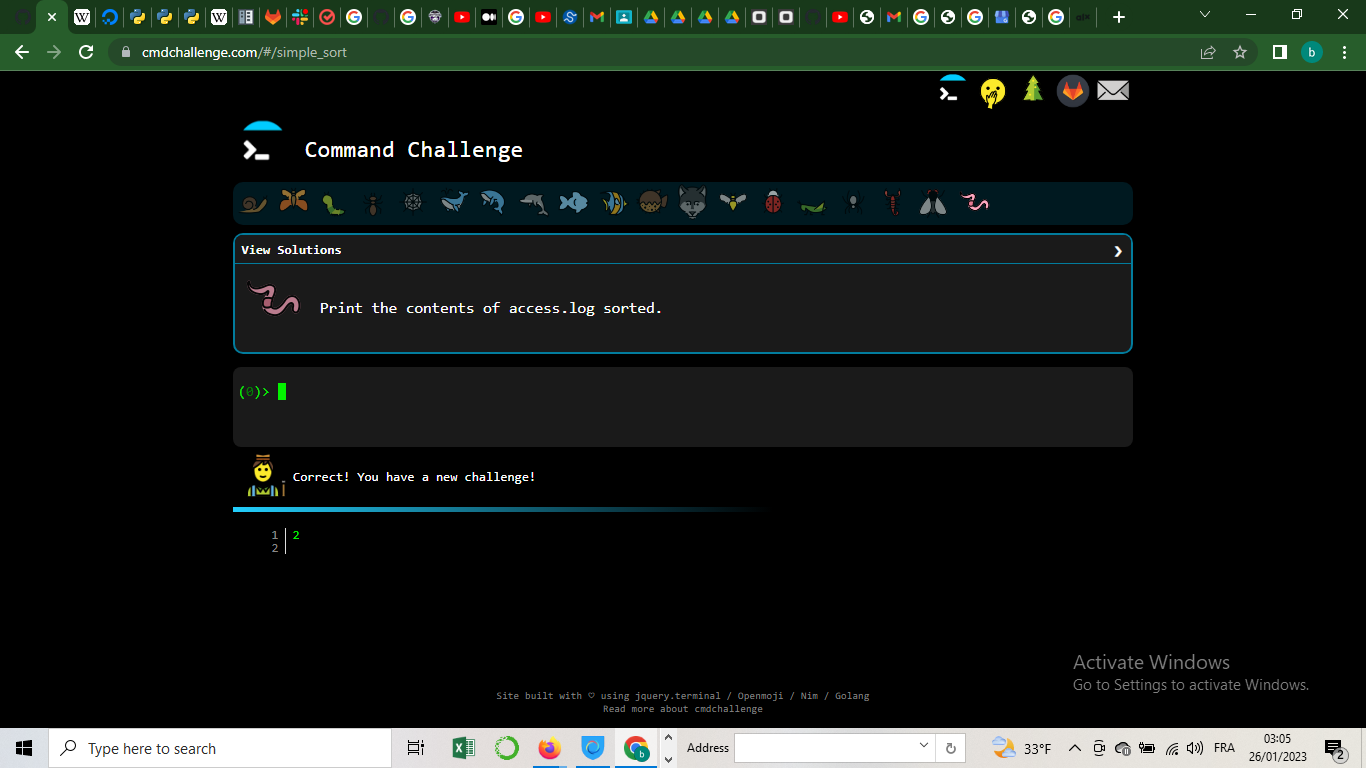 cmdchallenge.com/#/simple_sort
b
Command Challenge
View Solutions
Print the contents of access.log sorted.
(0)>
Correct! You have a new challenge!
1 2
2
Activate Windows
Go to Settings to activate Windows.
Site built with ♡ using jquery.terminal / Openmoji / Nim / Golang
Read more about cmdchallenge
Type here to search
Address
33°F
FRA
03:05
26/01/2023
2